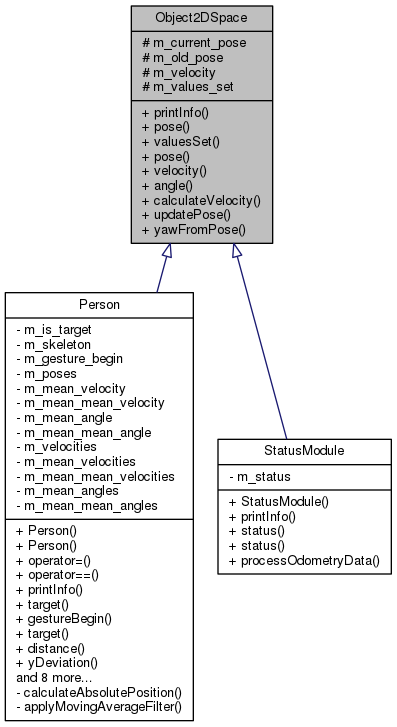 Object2DSpace
# m_current_pose
# m_old_pose
# m_velocity
# m_values_set
+ printInfo()
+ pose()
+ valuesSet()
+ pose()
+ velocity()
+ angle()
+ calculateVelocity()
+ updatePose()
+ yawFromPose()
Person
- m_is_target
- m_skeleton
- m_gesture_begin
- m_poses
- m_mean_velocity
- m_mean_mean_velocity
- m_mean_angle
- m_mean_mean_angle
- m_velocities
- m_mean_velocities
- m_mean_mean_velocities
- m_mean_angles
- m_mean_mean_angles
+ Person()
+ Person()
+ operator=()
+ operator==()
+ printInfo()
+ target()
+ gestureBegin()
+ target()
+ distance()
+ yDeviation()
and 8 more...
- calculateAbsolutePosition()
- applyMovingAverageFilter()
StatusModule
- m_status
+ StatusModule()
+ printInfo()
+ status()
+ status()
+ processOdometryData()